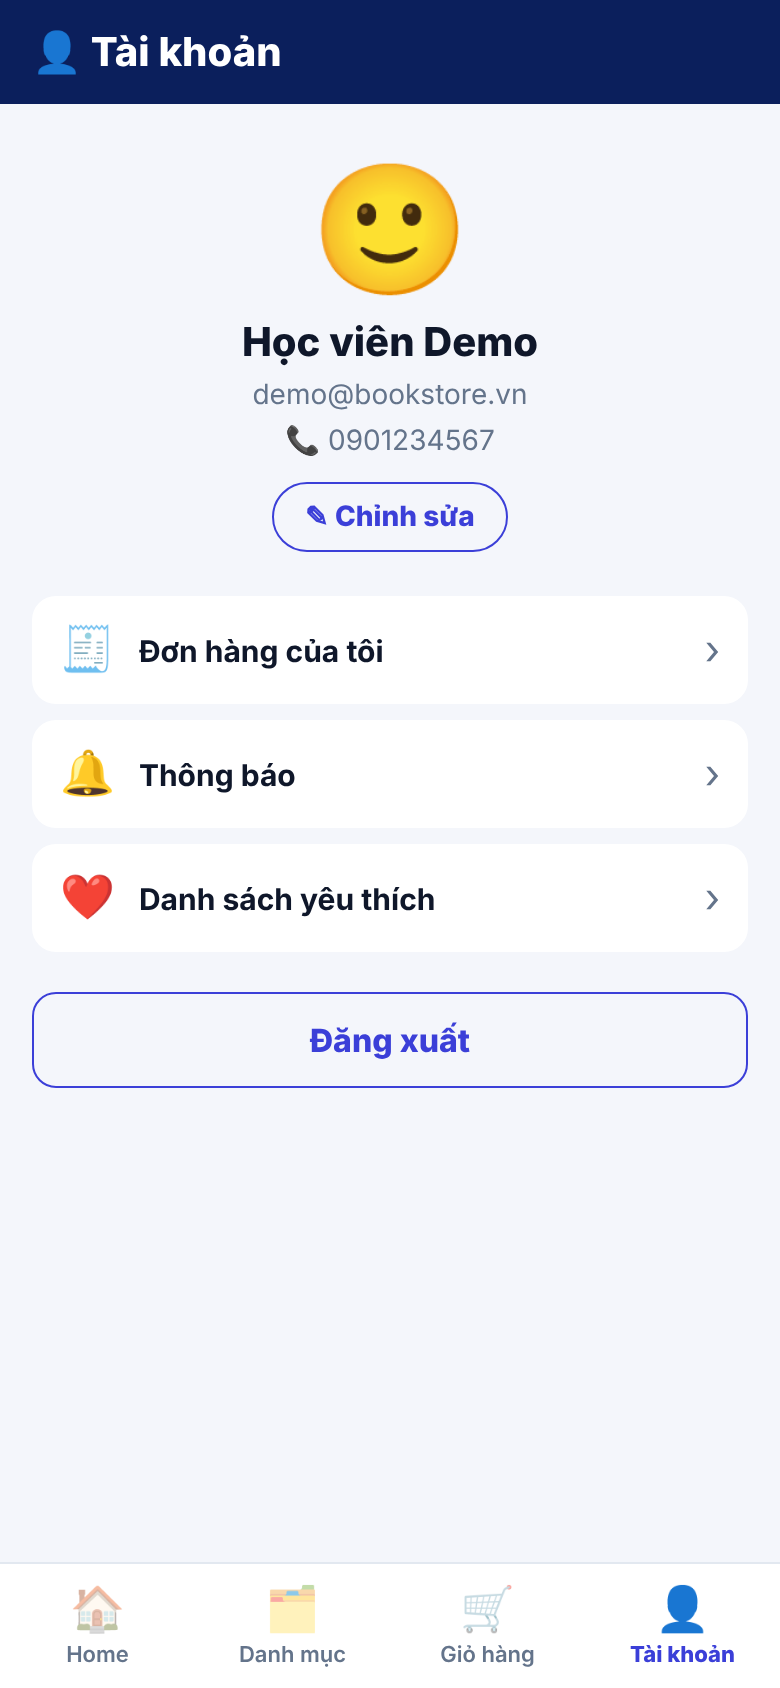 Tài khoản
Học viên Demo
demo@bookstore.vn
0901234567
Chỉnh sửa
Đơn hàng của tôi
Thông báo
Danh sách yêu thích
Đăng xuất
Home
Danh mục
Giỏ hàng
Tài khoản